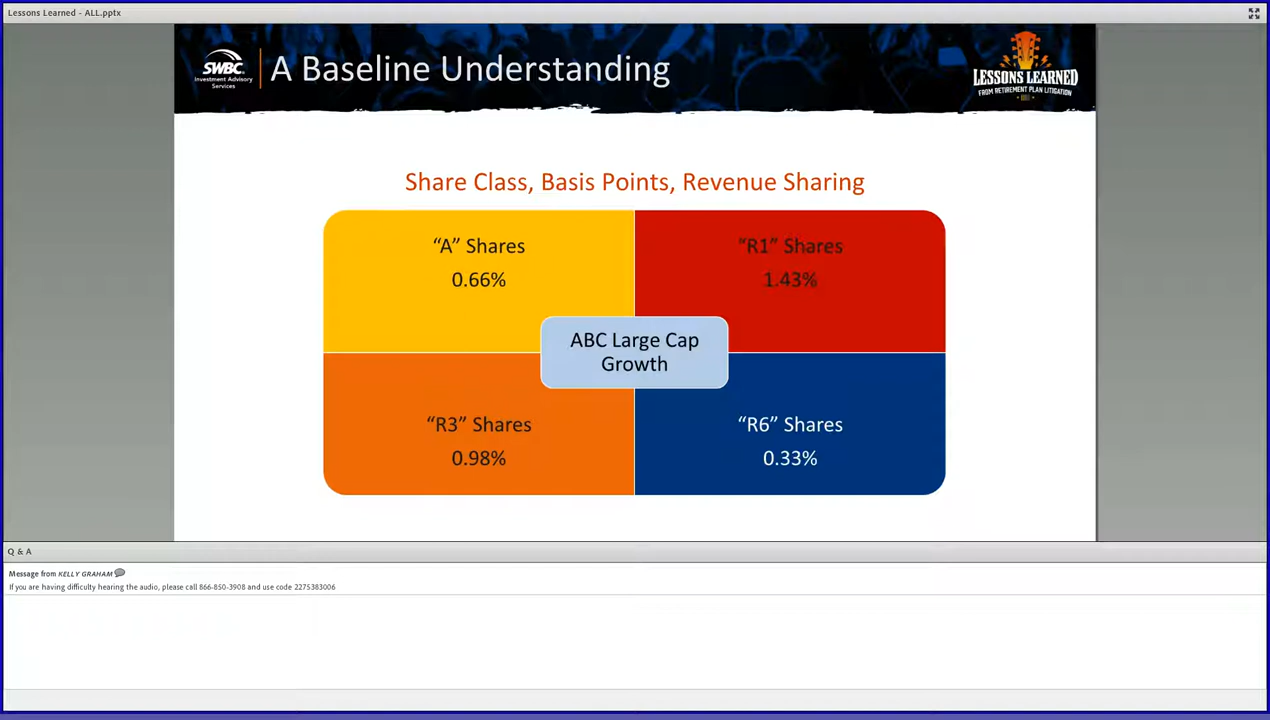 Lessons Learned - ALL.pptx
SWBC
Investment Advisory
Services
A Baseline Understanding
LESSONS LEARNED
FROM RETIREMENT PLAN LITIGATION
Share Class, Basis Points, Revenue Sharing
“A” Shares
0.66%
“R1” Shares
1.43%
ABC Large Cap
Growth
“R3” Shares
0.98%
“R6” Shares
0.33%
Q & A
Message from KELLY GRAHAM
If you are having difficulty hearing the audio, please call 866-850-3908 and use code 2275383006